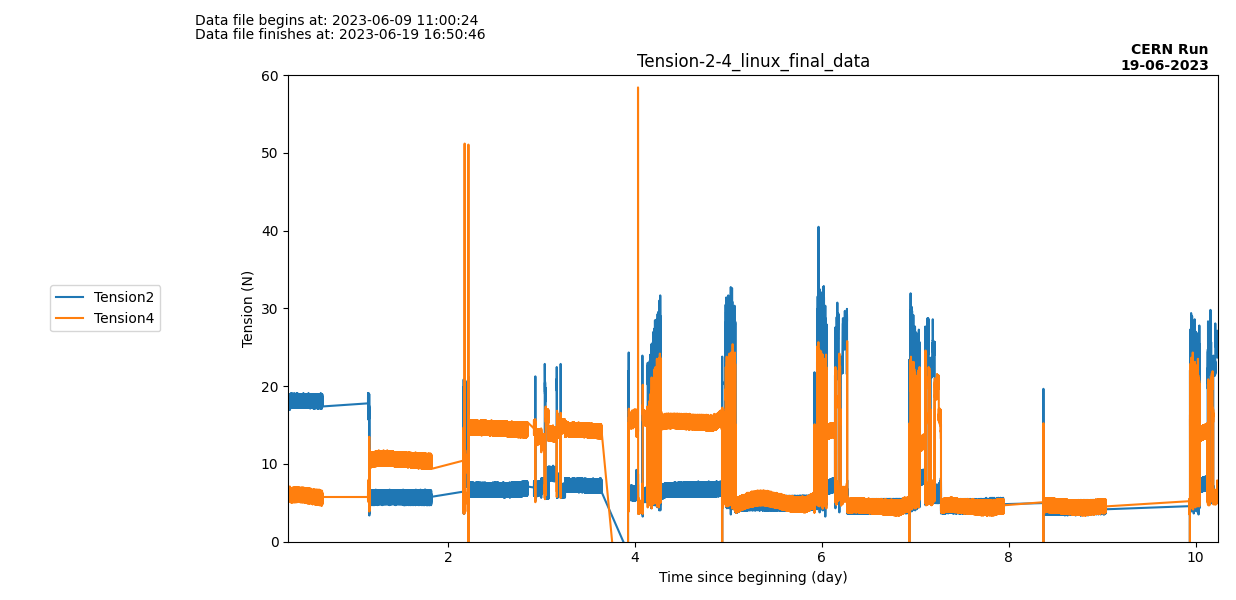 Data file begins at: 2023-06-09 11:00:24
Data file finishes at: 2023-06-19 16:50:46
CERN Run
19-06-2023
Tension-2-4_linux_final_data
60
50
40
30
20
10
0
Tension (N)
Tension2
Tension4
2
4
6
8
10
Time since beginning (day)